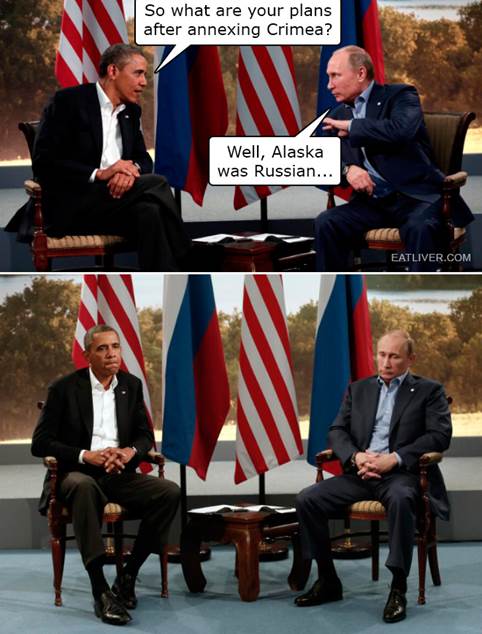 So what are your plans
after annexing Crimea?
Well, Alaska
was Russian...
EATLIVER.COM